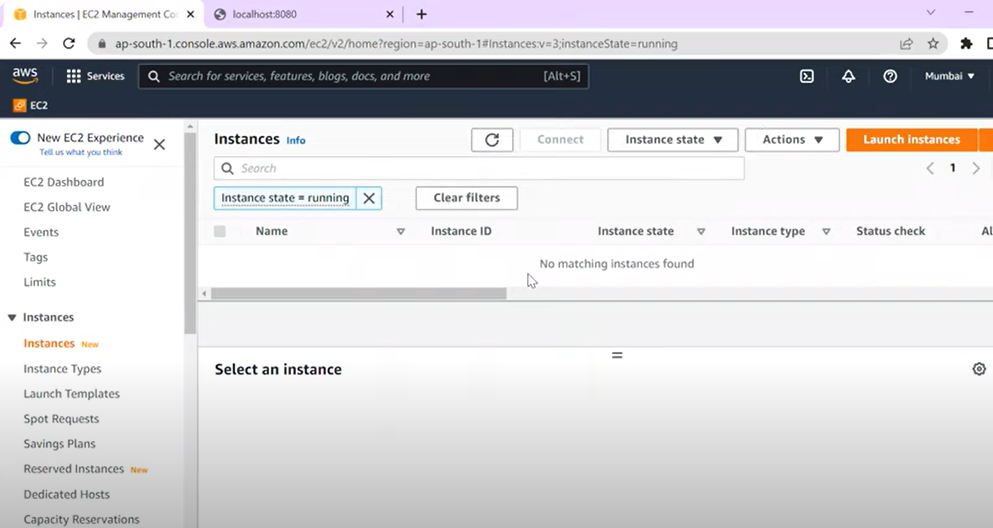 Instances | EC2 Management Co
localhost:8080
ap-south-1.console.aws.amazon.com/ec2/v2/home?region=ap-south-1#Instances:v=3;instanceState=running
aws
Services
Search for services, features, blogs, docs, and more
[Alt+S]
Mumbai
EC2
New EC2 Experience
Tell us what you think
EC2 Dashboard
EC2 Global View
Events
Tags
Limits
Instances
Instances New
Instance Types
Launch Templates
Spot Requests
Savings Plans
Reserved Instances New
Dedicated Hosts
Capacity Reservations
Instances Info
Connect
Instance state
Actions
Launch instances
Search
1
Instance state = running
Clear filters
Name
Instance ID
Instance state
Instance type
Status check
Al
No matching instances found
Select an instance